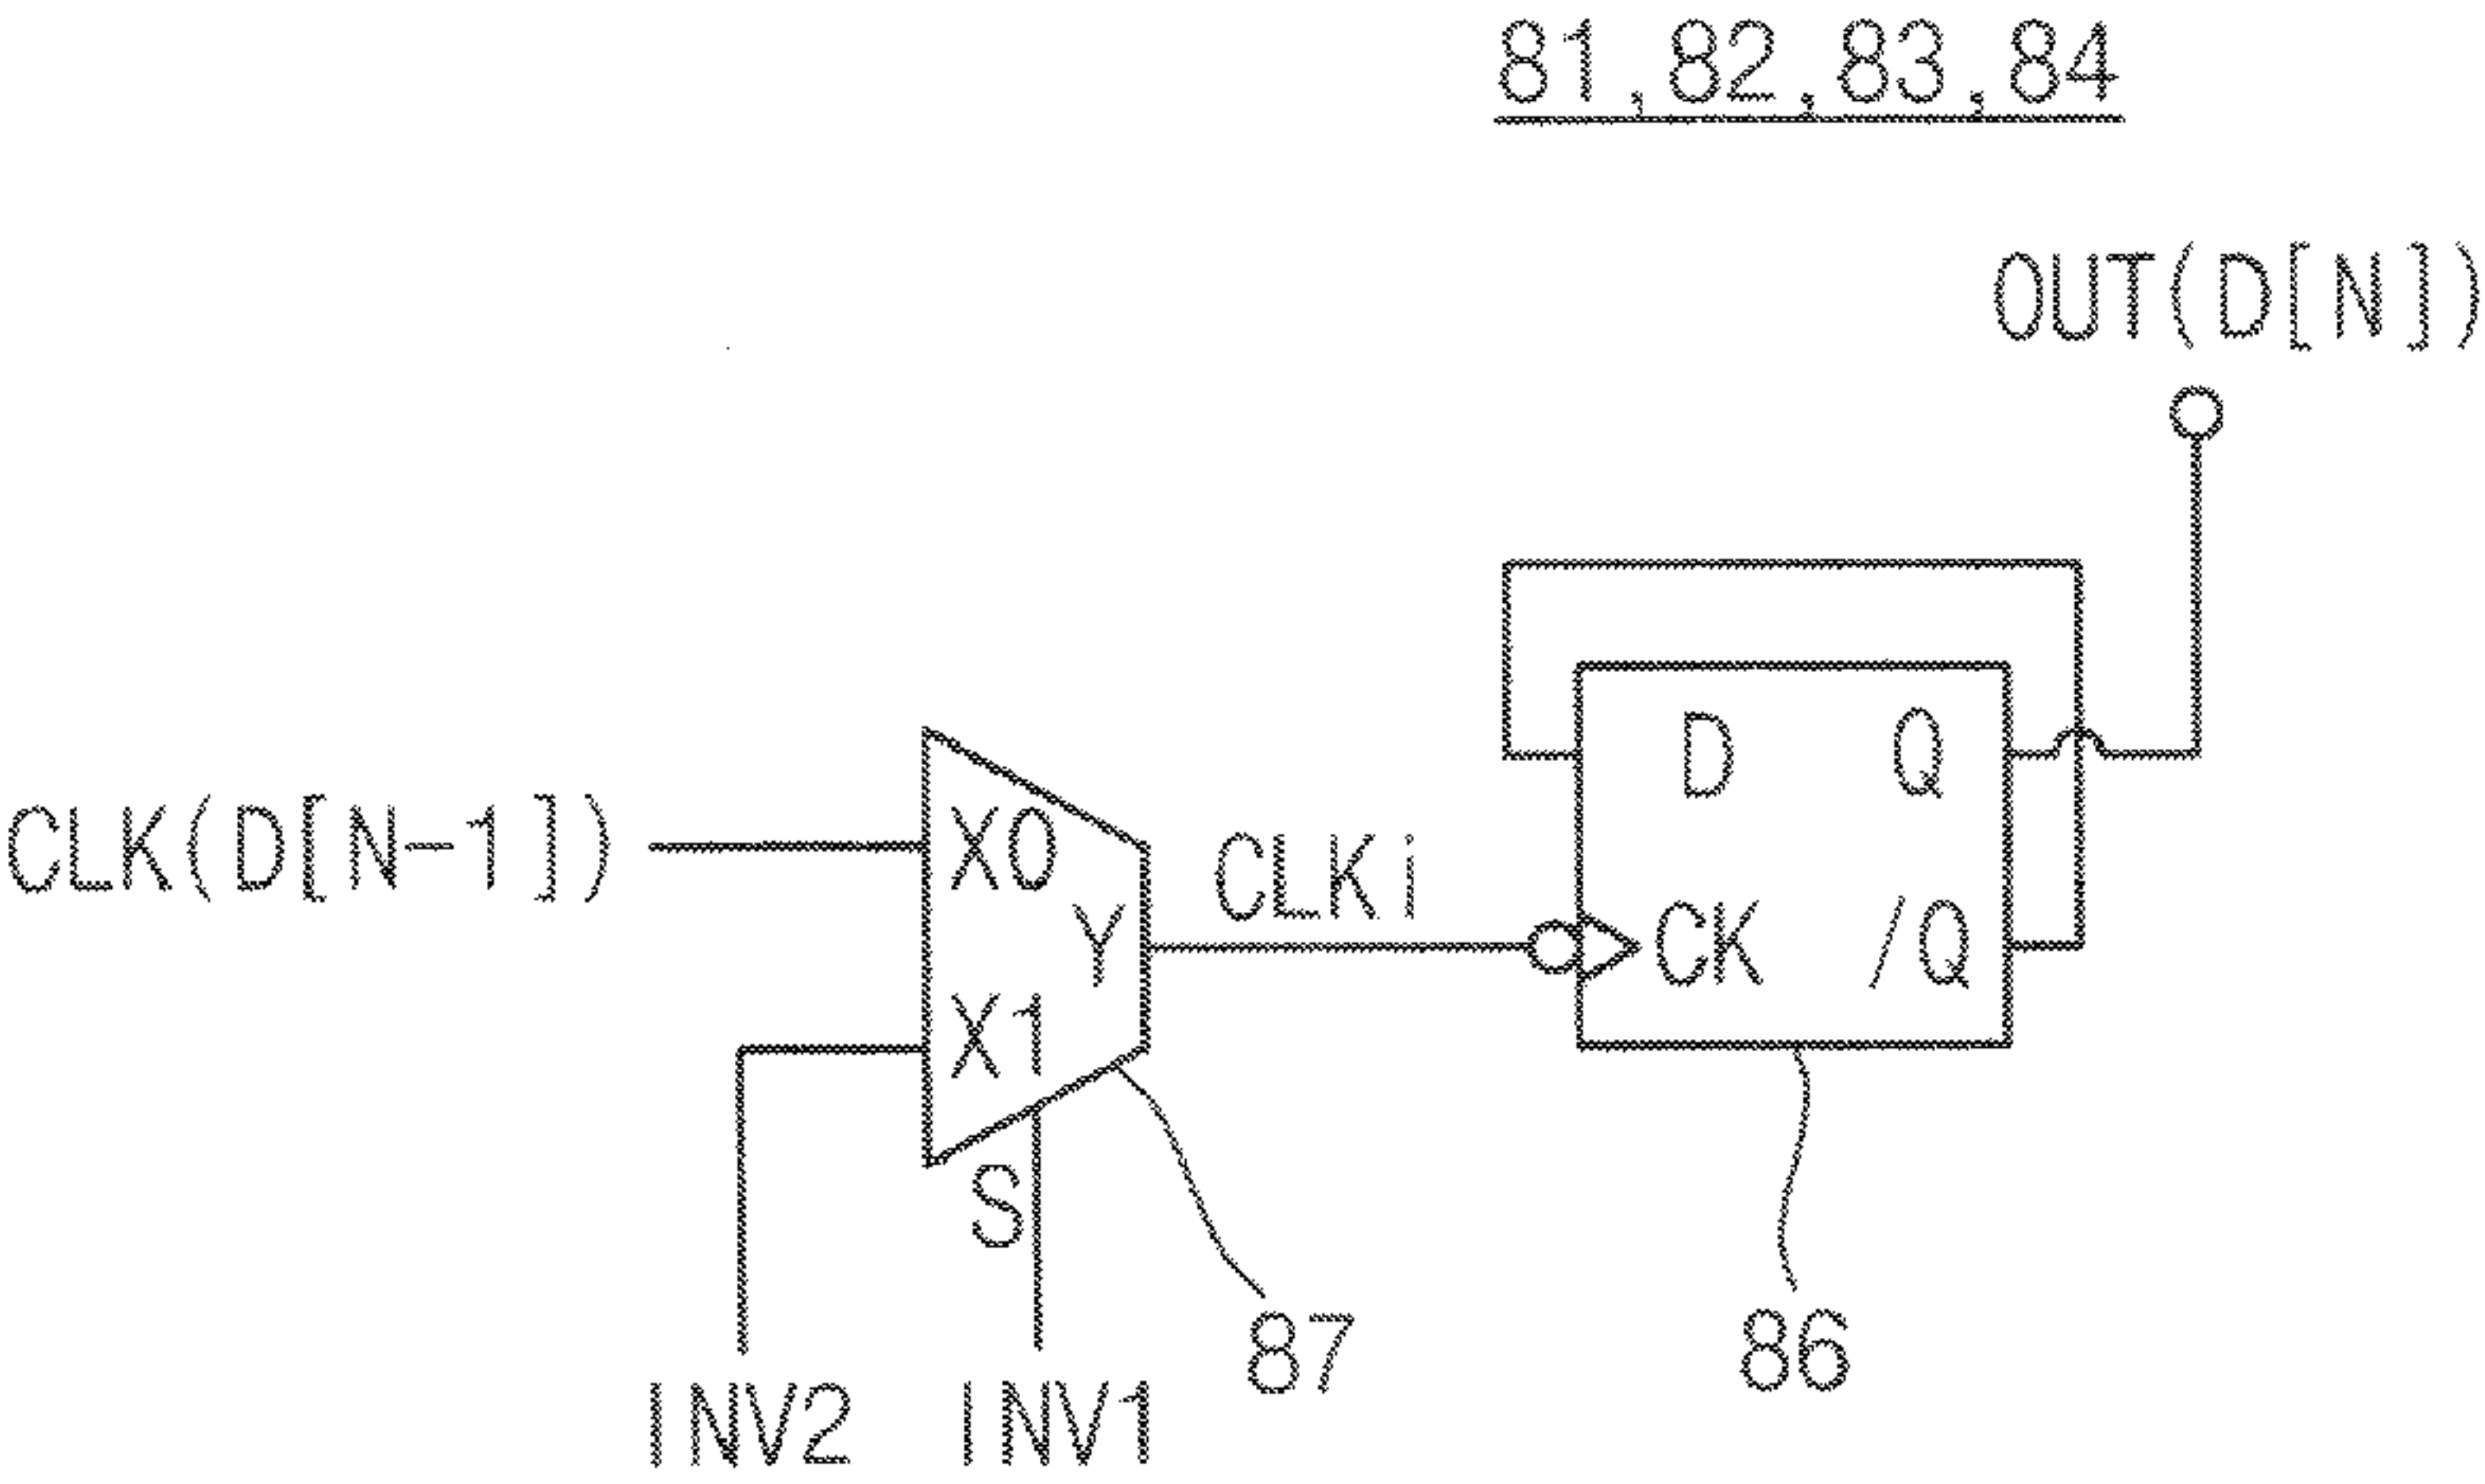 81,82,83,84
OUT(D[N])
D Q
CLK(D[N-1])
X0
CLKi
Y
CK /Q
X1
S
87
86
INV2 INV1